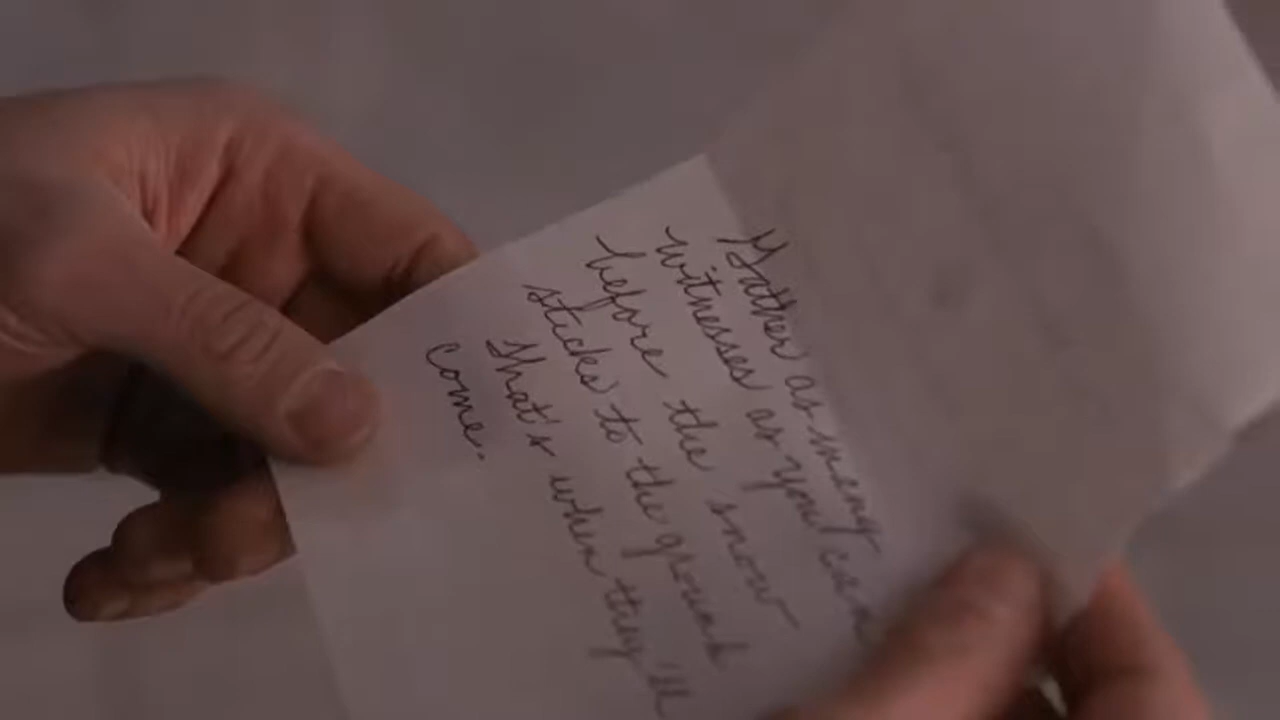 Gather as many
witnesses as you can
before the snow
sticks to the ground
That's when they'll
come.